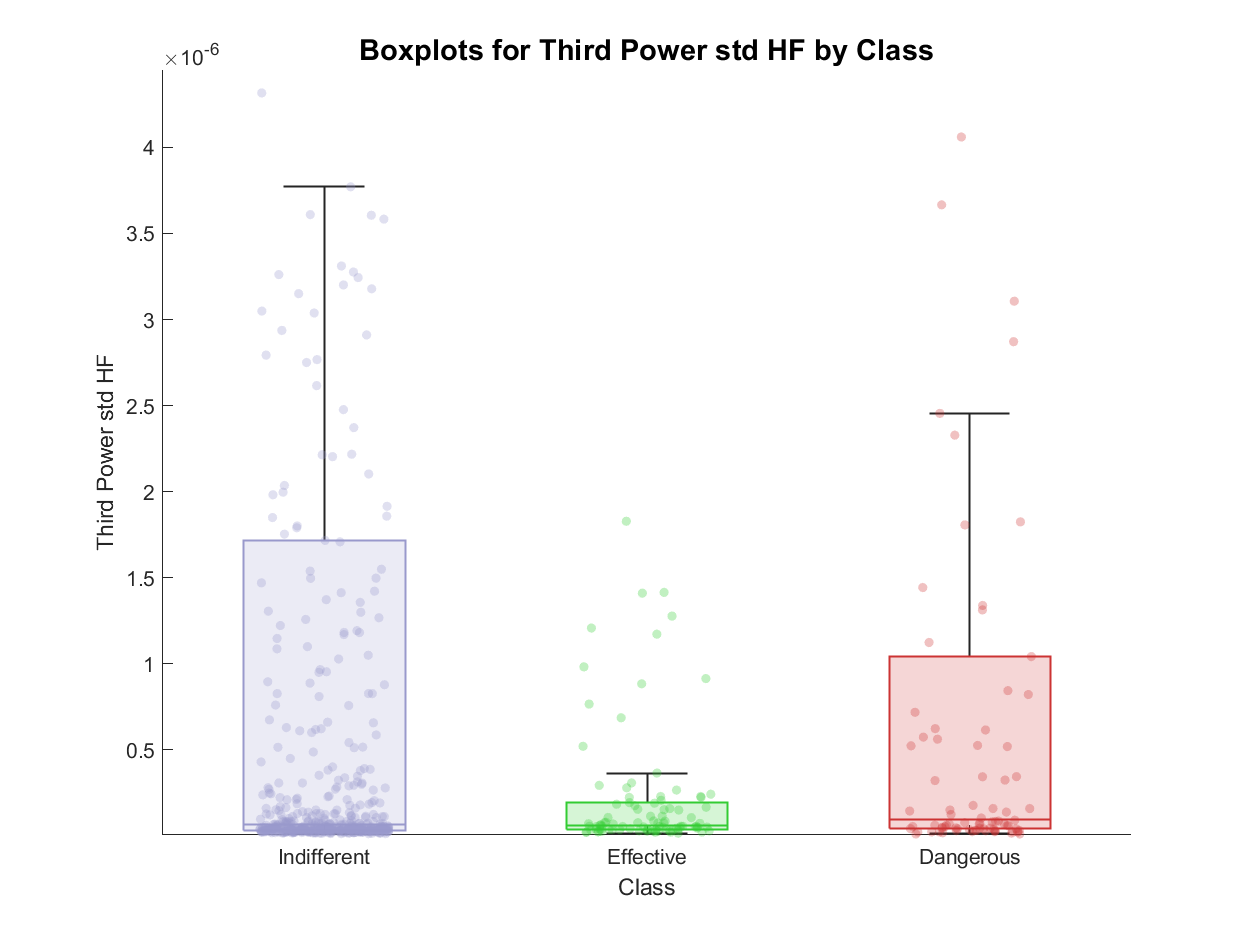 Boxplots for Third Power std HF by Class
×10-6
4
3.5
3
2.5
2
1.5
1
0.5
Third Power std HF
Indifferent Effective Dangerous
Class